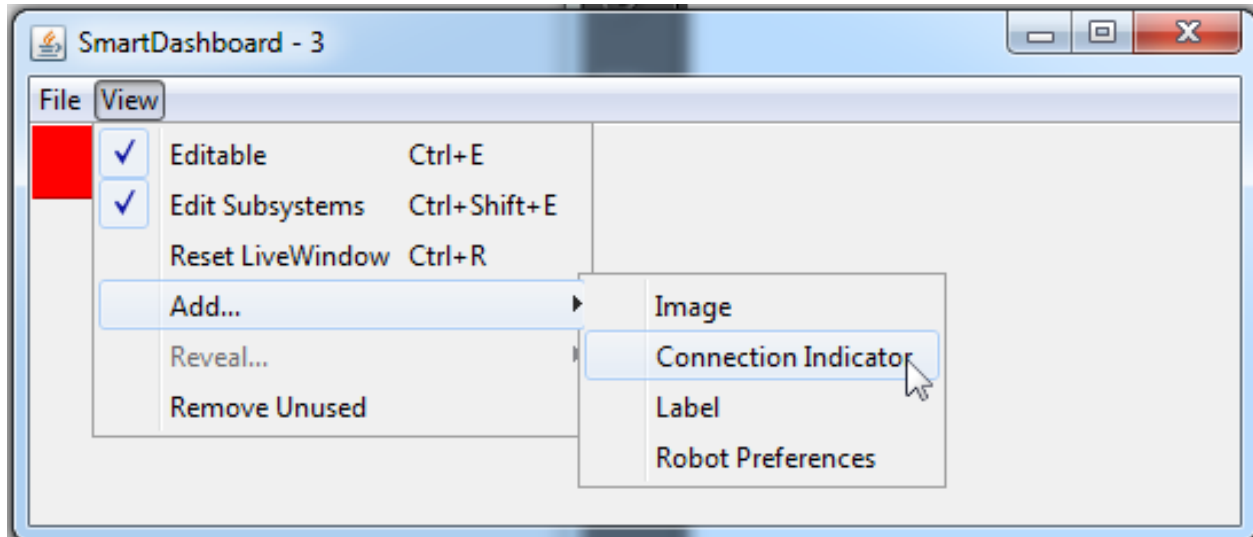 SmartDashboard - 3
File View
Editable Ctrl+E
Edit Subsystems Ctrl+Shift+E
Reset LiveWindow Ctrl+R
Add...
Image
Reveal...
Connection Indicator
Remove Unused
Label
Robot Preferences